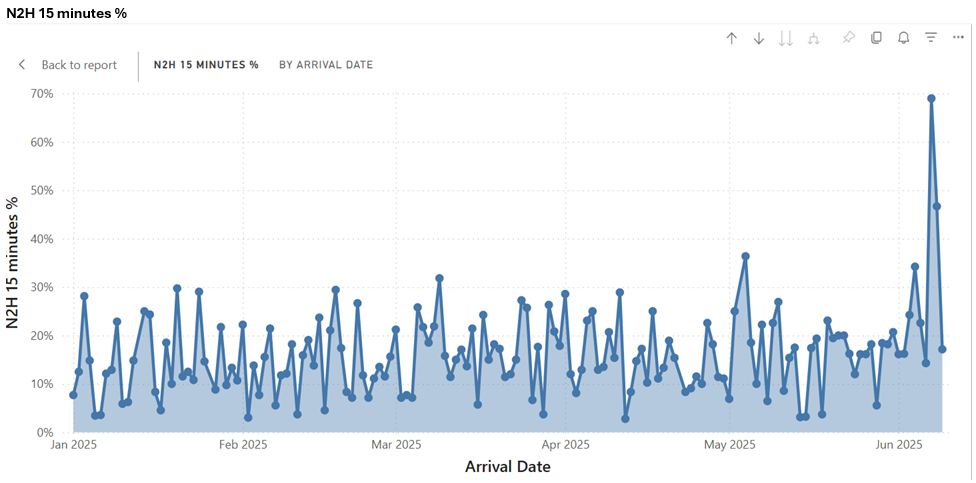 N2H 15 minutes %
Back to report
N2H 15 MINUTES %
BY ARRIVAL DATE
70%
60%
50%
40%
30%
20%
10%
0%
N2H 15 minutes %
Jan 2025
Feb 2025
Mar 2025
Apr 2025
May 2025
Jun 2025
Arrival Date